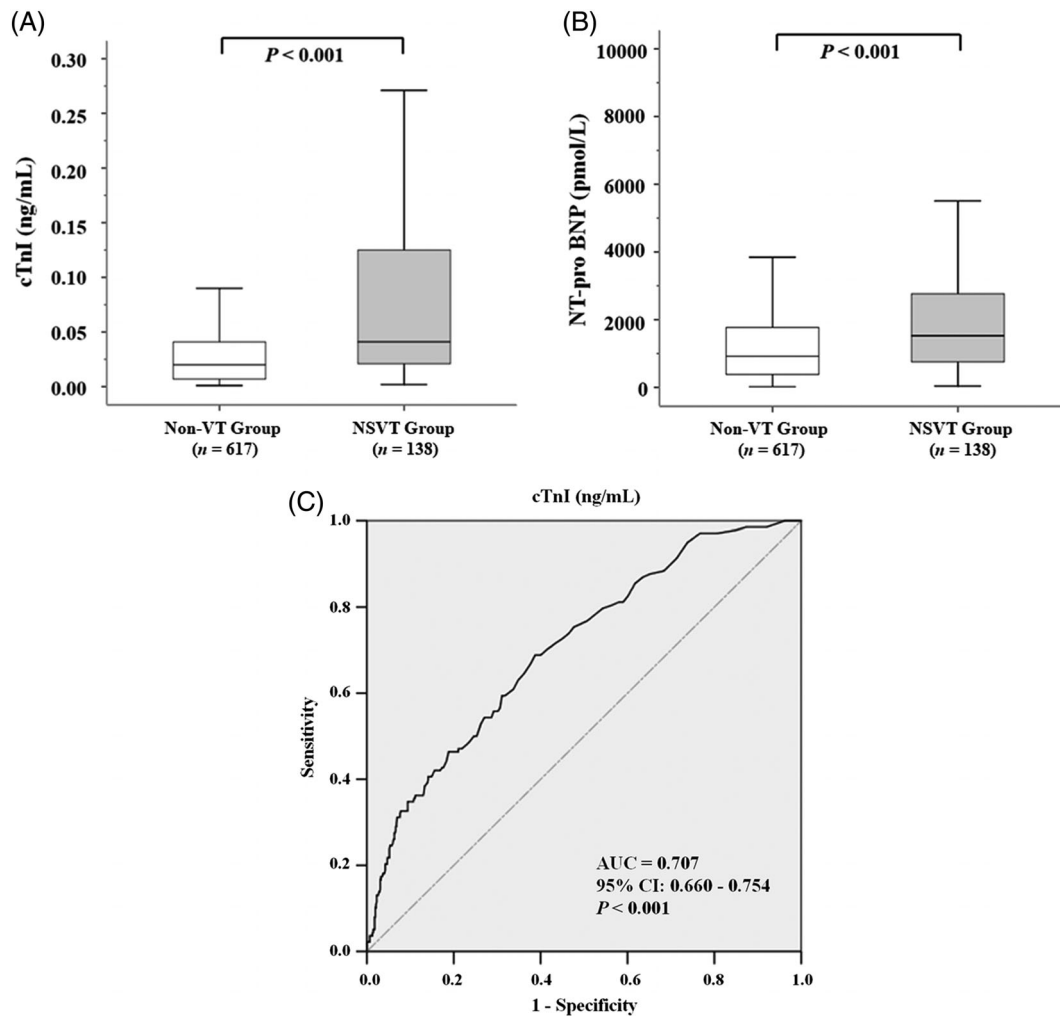 (A)
P < 0.001
0.30
0.25
0.20
0.15
0.10
0.05
0.00
cTnI (ng/mL)
Non-VT Group
(n = 617)
NSVT Group
(n = 138)
(B)
P < 0.001
10000
8000
6000
4000
2000
0
NT-pro BNP (pmol/L)
Non-VT Group
(n = 617)
NSVT Group
(n = 138)
(C)
cTnI (ng/mL)
1.0
0.8
0.6
0.4
0.2
0.0
Sensitivity
AUC = 0.707
95% CI: 0.660 - 0.754
P < 0.001
0.0 0.2 0.4 0.6 0.8 1.0
1 - Specificity